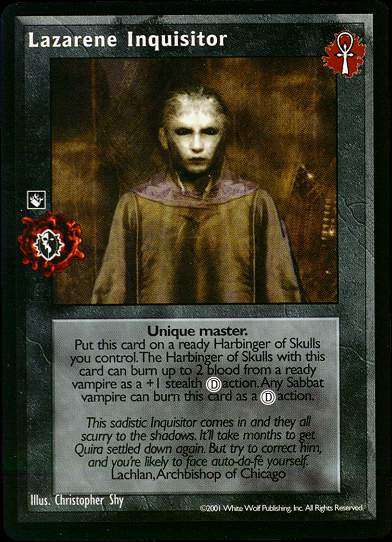 Lazarene Inquisitor
Unique master.
Put this card on a ready Harbinger of Skulls
you control. The Harbinger of Skulls with this
card can burn up to 2 blood from a ready
vampire as a +1 stealth Ⓓ action. Any Sabbat
vampire can burn this card as a Ⓓ action.
This sadistic Inquisitor comes in and they all
scurry to the shadows. It'll take months to get
Quira settled down again. But try to correct him,
and you're likely to face auto-da-fé yourself.
Lachlan, Archbishop of Chicago
Illus. Christopher Shy
©2001 White Wolf Publishing, Inc. All Rights Reserved.